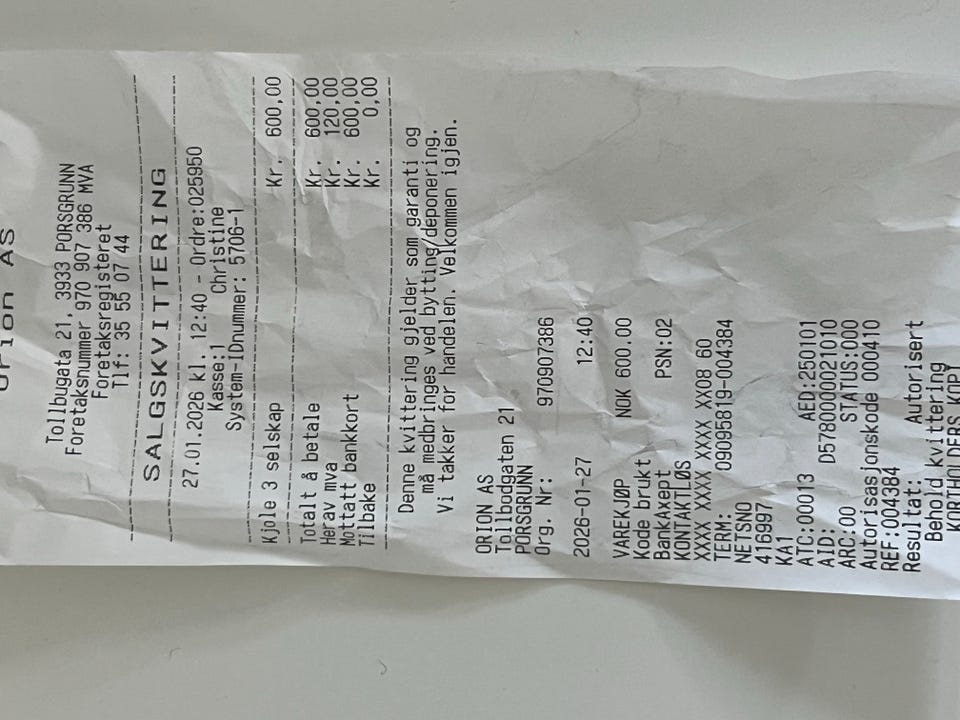 Orion AS
Tollbugata 21, 3933 PORSGRUNN
Foretaksnummer 970 907 386 MVA
Foretaksregisteret
Tlf: 35 55 07 44
SALGSKVITTERING
27.01.2026 kl. 12:40 - Ordre:025950
Kasse:1 Christine
System-IDnummer: 5706-1
Kjole 3 selskap Kr. 600,00
Totalt å betale Kr. 600,00
Herav mva Kr. 120,00
Mottatt bankkort Kr. 600,00
Tilbake Kr. 0,00
Denne kvittering gjelder som garanti og
må medbringes ved bytting/deponering.
Vi takker for handelen. Velkommen igjen.
ORION AS
Tollbodgaten 21
PORSGRUNN
Org. Nr: 970907386
2026-01-27 12:40
VAREKJØP NOK 600.00
Kode brukt
BankAxept PSN:02
KONTAKTLØS
XXXX XXXX XXXX XX08 60
TERM: 09095819-004384
NETSNO
416997
KA1
ATC:00013 AED:250101
AID: D5780000021010
ARC:00 STATUS:000
Autorisasjonskode 000410
REF:004384
Resultat: Autorisert
Behold kvittering
KORTHOLDERS KOPI